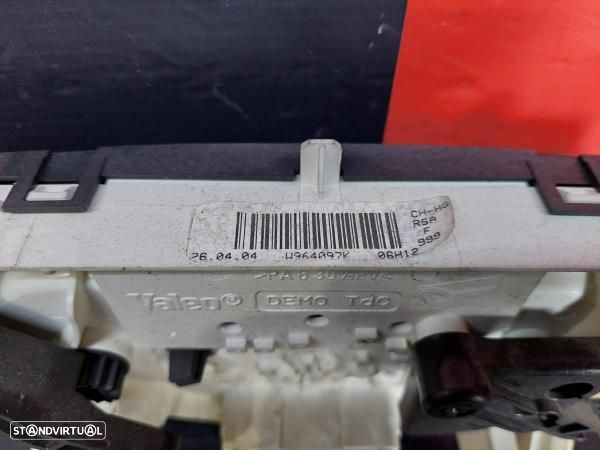 CH-HG
RSA
F
999
26.04.04 W964097K 06H12
Valeo® DEMO TdC
STANDVIRTUAL